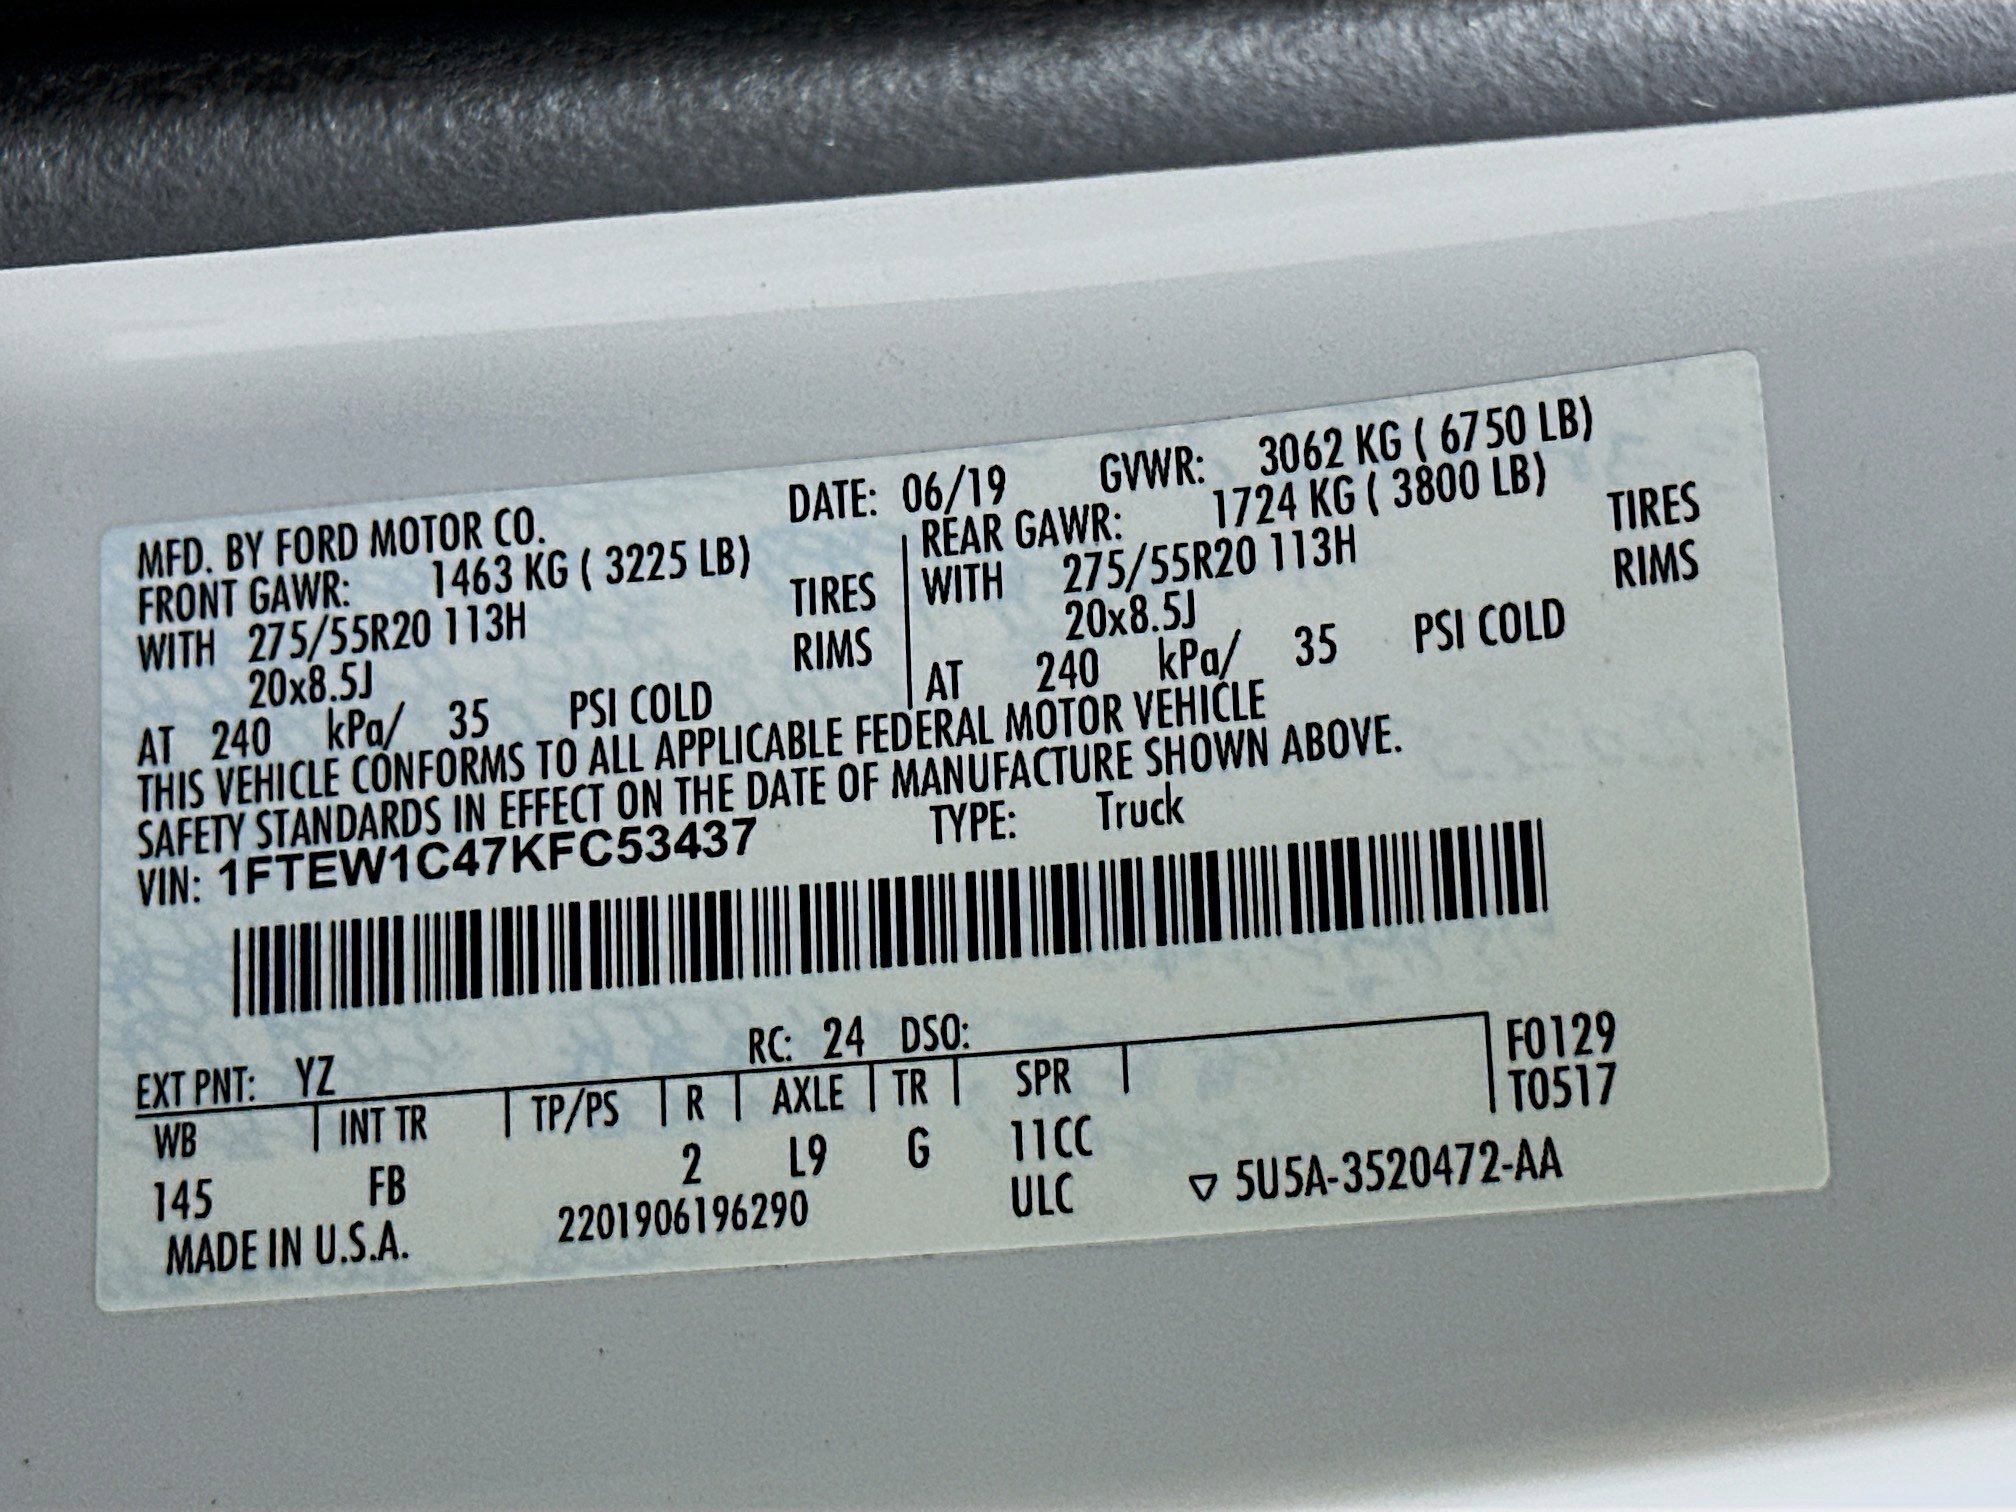 MFD. BY FORD MOTOR CO. DATE: 06/19 GVWR: 3062 KG ( 6750 LB)
FRONT GAWR: 1463 KG ( 3225 LB) REAR GAWR: 1724 KG ( 3800 LB)
WITH 275/55R20 113H TIRES WITH 275/55R20 113H TIRES
20x8.5J RIMS 20x8.5J RIMS
AT 240 kPa/ 35 PSI COLD AT 240 kPa/ 35 PSI COLD
THIS VEHICLE CONFORMS TO ALL APPLICABLE FEDERAL MOTOR VEHICLE
SAFETY STANDARDS IN EFFECT ON THE DATE OF MANUFACTURE SHOWN ABOVE.
VIN: 1FTEW1C47KFC53437 TYPE: Truck
EXT PNT: YZ RC: 24 DSO: F0129
WB INT TR TP/PS R AXLE TR SPR T0517
145 FB 2 L9 G 11CC
ULC ▽ 5U5A-3520472-AA
MADE IN U.S.A. 2201906196290